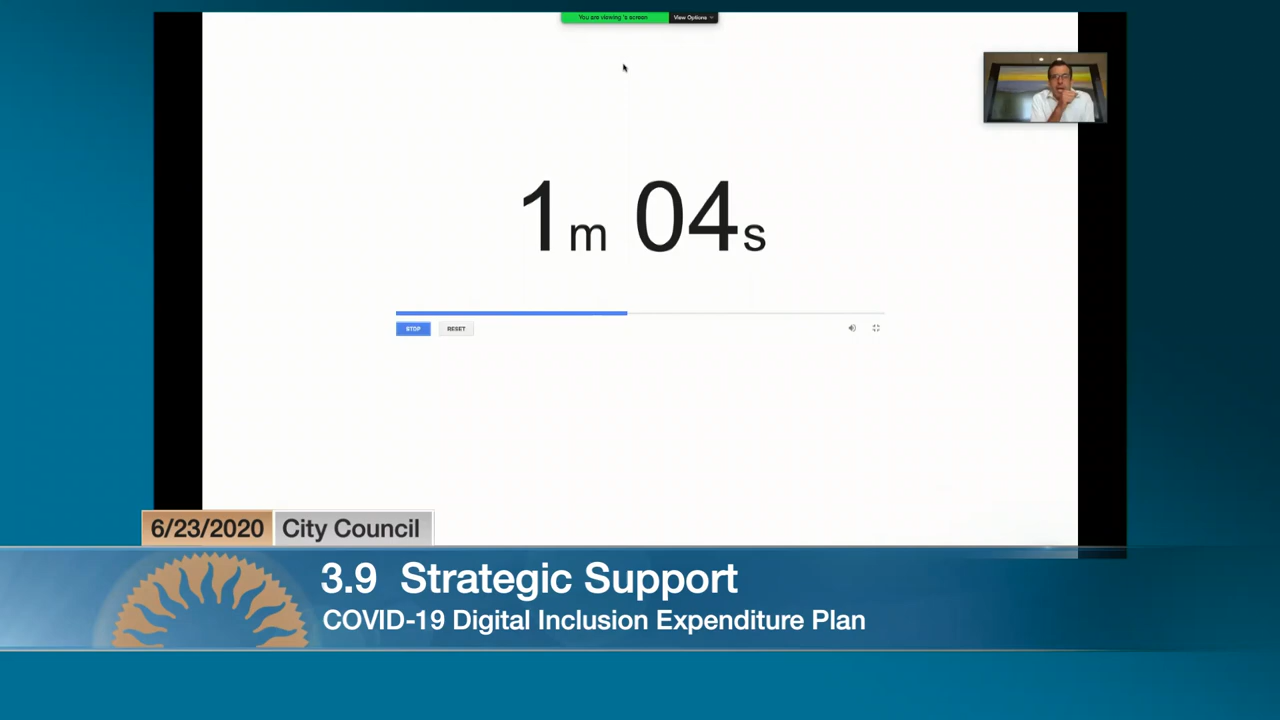 You are viewing 's screen
View Options
1m 04s
STOP
RESET
6/23/2020
City Council
3.9 Strategic Support
COVID-19 Digital Inclusion Expenditure Plan